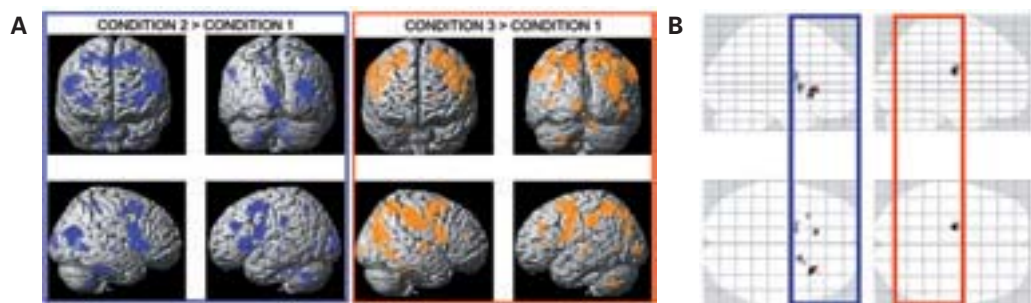 A
CONDITION 2 > CONDITION 1
CONDITION 3 > CONDITION 1
B